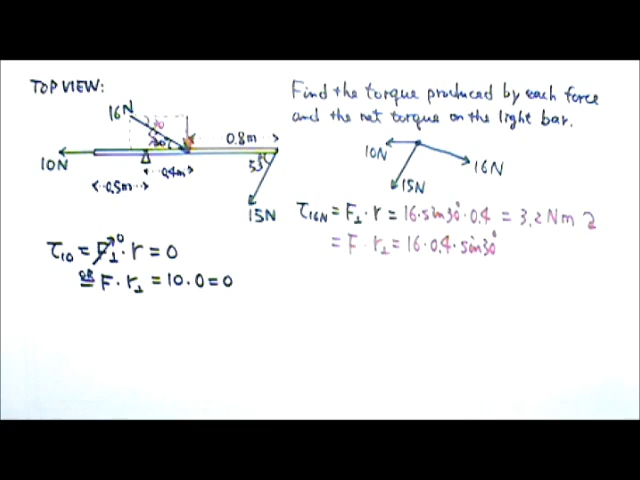 TOP VIEW:
Find the torque produced by each force
and the net torque on the light bar.
16N
30
30°
0.8m
10N
0.4m
53°
0.5m
15N
10N
16N
15N
τ16N = F⊥ · r = 16·sin30°·0.4 = 3.2Nm
= F · r⊥ = 16·0.4·sin30°
τ10 = F⊥ · r = 0
0
OR
= F · r⊥ = 10·0 = 0